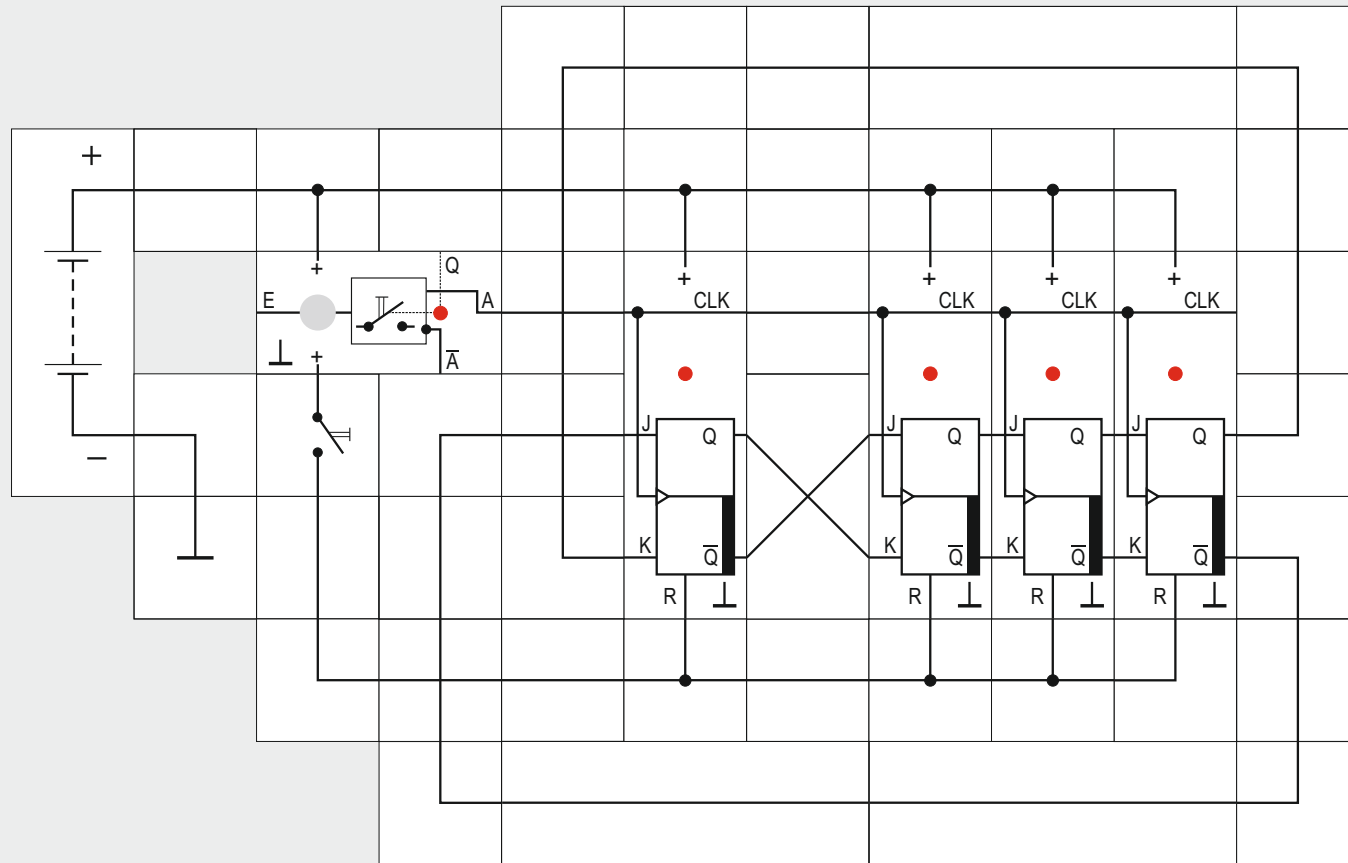 +
+ + + + +
Q
E A CLK CLK CLK CLK
+ A̅
J Q J Q J Q J Q
−
K Q̅ K Q̅ K Q̅ K Q̅
R R R R